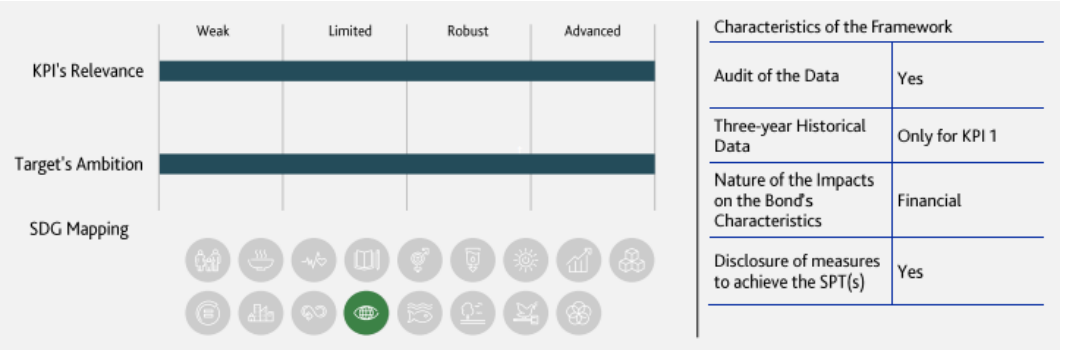 Weak
Limited
Robust
Advanced
KPI's Relevance
Target's Ambition
SDG Mapping
Characteristics of the Framework
Audit of the Data
Yes
Three-year Historical
Data
Only for KPI 1
Nature of the Impacts
on the Bond's
Characteristics
Financial
Disclosure of measures
to achieve the SPT(s)
Yes